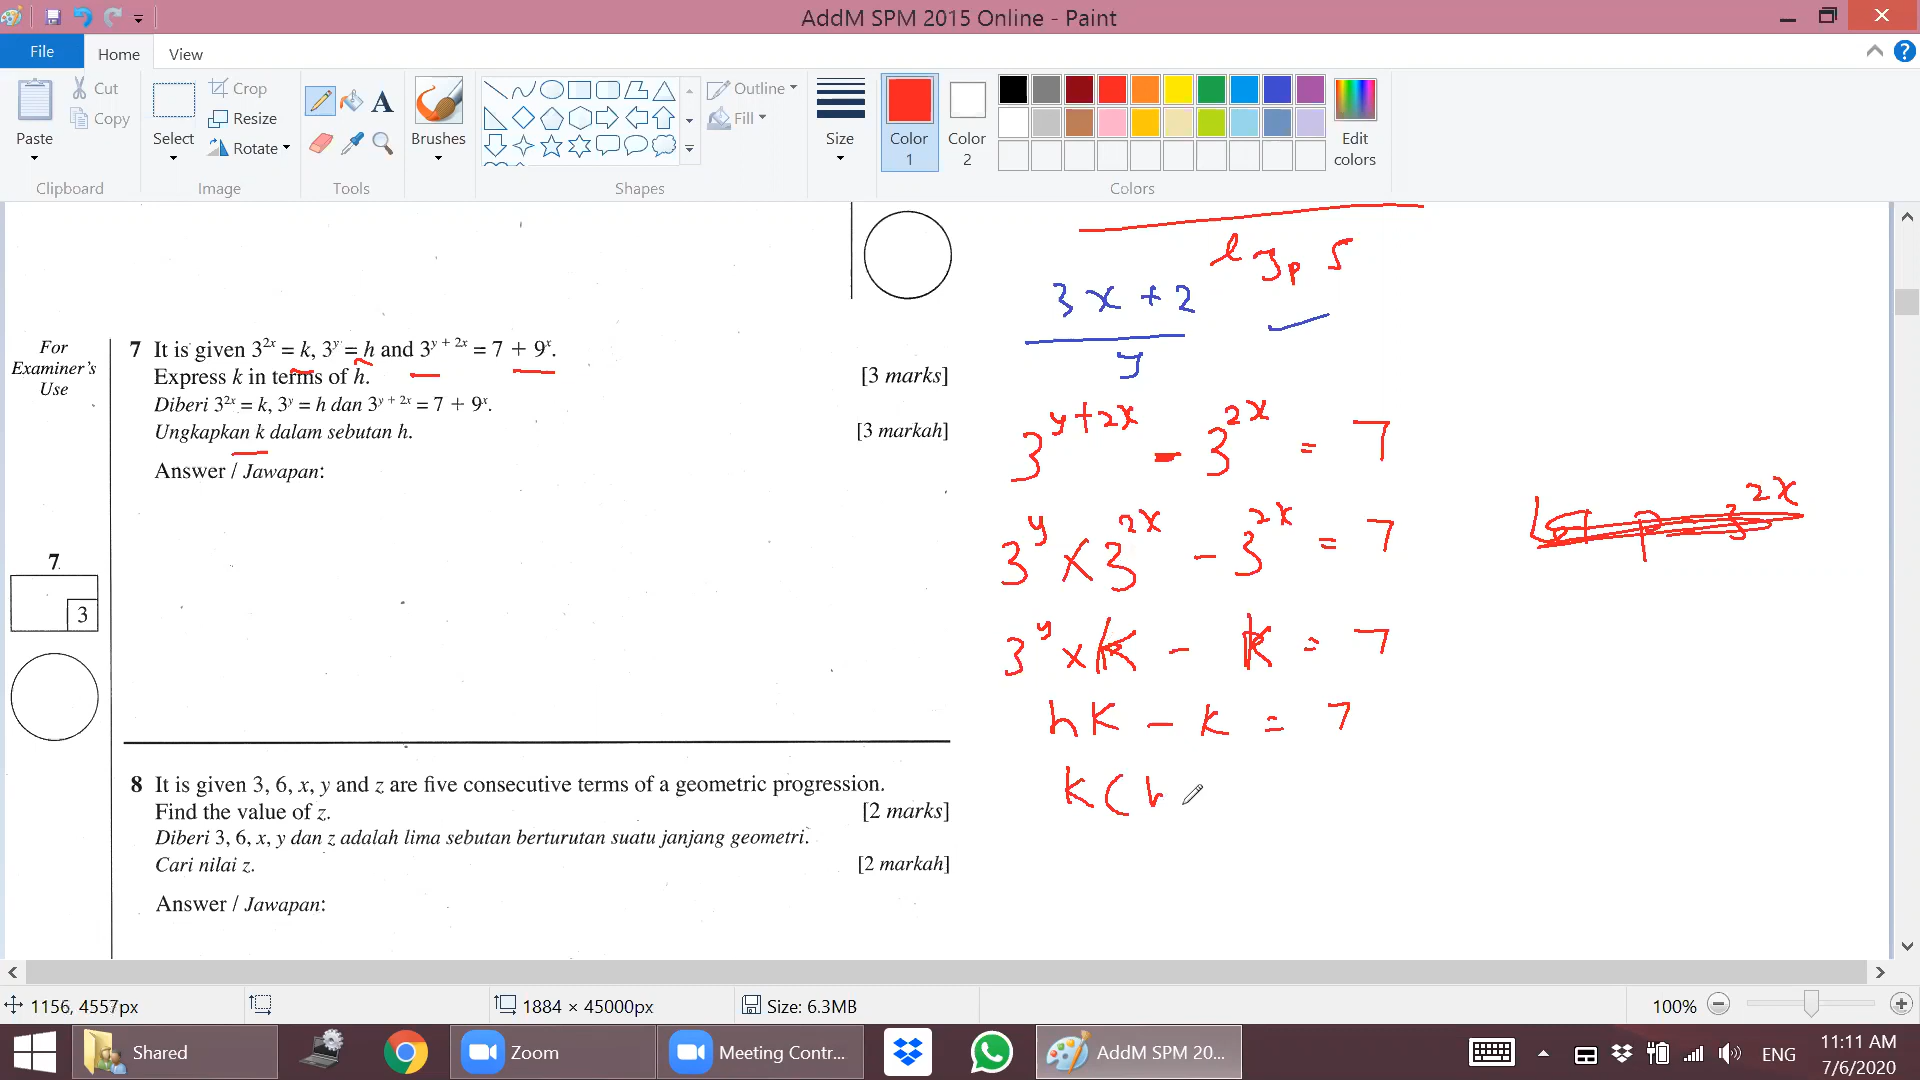 AddM SPM 2015 Online - Paint
File
Home
View
Paste
Cut
Copy
Clipboard
Select
Crop
Resize
Rotate
Image
Tools
Brushes
Shapes
Outline
Fill
Size
Color 1
Color 2
Edit colors
Colors
log_p 5
3x + 2
y
For
Examiner's
Use
7 It is given 3^{2x} = k, 3^y = h and 3^{y + 2x} = 7 + 9^x.
Express k in terms of h. [3 marks]
Diberi 3^{2x} = k, 3^y = h dan 3^{y + 2x} = 7 + 9^x.
Ungkapkan k dalam sebutan h. [3 markah]
Answer / Jawapan:
7
3
3^{y+2x} - 3^{2x} = 7
3^y × 3^{2x} - 3^{2x} = 7
Let p = 3^{2x}
3^y × k - k = 7
hk - k = 7
k(h
8 It is given 3, 6, x, y and z are five consecutive terms of a geometric progression.
Find the value of z. [2 marks]
Diberi 3, 6, x, y dan z adalah lima sebutan berturutan suatu janjang geometri.
Cari nilai z. [2 markah]
Answer / Jawapan:
1156, 4557px
1884 × 45000px
Size: 6.3MB
100%
Shared
Zoom
Meeting Contr...
AddM SPM 20...
ENG
11:11 AM
7/6/2020